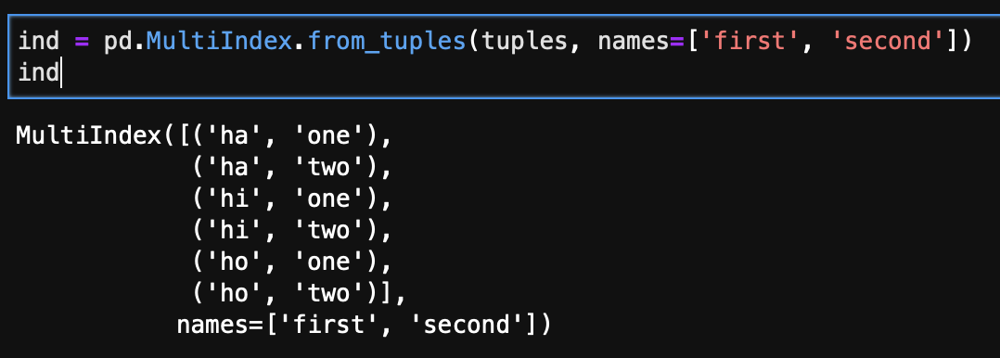 ind = pd.MultiIndex.from_tuples(tuples, names=['first', 'second'])
ind
MultiIndex([('ha', 'one'),
            ('ha', 'two'),
            ('hi', 'one'),
            ('hi', 'two'),
            ('ho', 'one'),
            ('ho', 'two')],
           names=['first', 'second'])